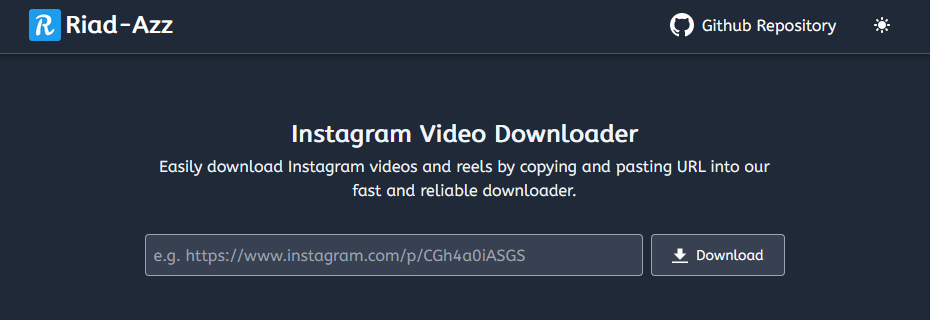 R Riad-Azz
Github Repository
Instagram Video Downloader
Easily download Instagram videos and reels by copying and pasting URL into our
fast and reliable downloader.
e.g. https://www.instagram.com/p/CGh4a0iASGS
Download